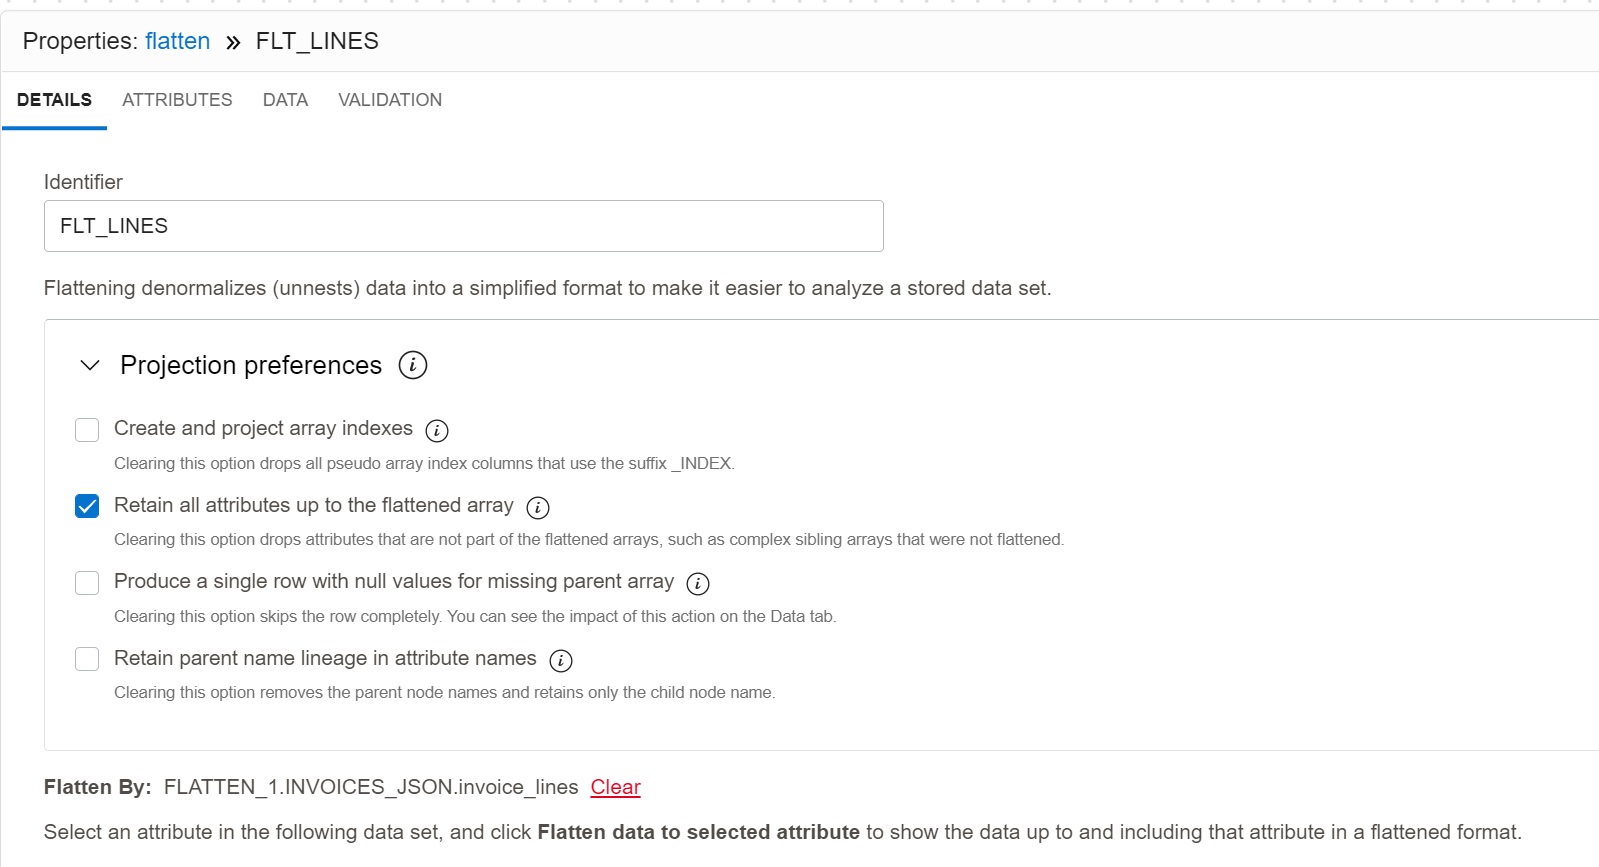 Properties: flatten » FLT_LINES
DETAILS ATTRIBUTES DATA VALIDATION
Identifier
FLT_LINES
Flattening denormalizes (unnests) data into a simplified format to make it easier to analyze a stored data set.
Projection preferences i
Create and project array indexes i
Clearing this option drops all pseudo array index columns that use the suffix _INDEX.
Retain all attributes up to the flattened array i
Clearing this option drops attributes that are not part of the flattened arrays, such as complex sibling arrays that were not flattened.
Produce a single row with null values for missing parent array i
Clearing this option skips the row completely. You can see the impact of this action on the Data tab.
Retain parent name lineage in attribute names i
Clearing this option removes the parent node names and retains only the child node name.
Flatten By: FLATTEN_1.INVOICES_JSON.invoice_lines Clear
Select an attribute in the following data set, and click Flatten data to selected attribute to show the data up to and including that attribute in a flattened format.